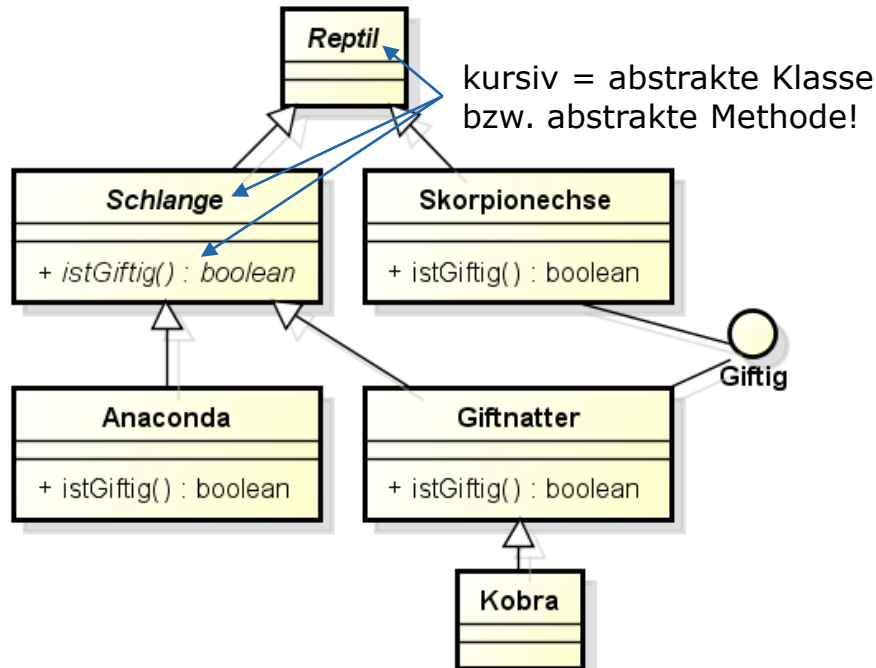 Reptil
kursiv = abstrakte Klasse
bzw. abstrakte Methode!
Schlange
+ istGiftig() : boolean
Skorpionechse
+ istGiftig() : boolean
Giftig
Anaconda
+ istGiftig() : boolean
Giftnatter
+ istGiftig() : boolean
Kobra